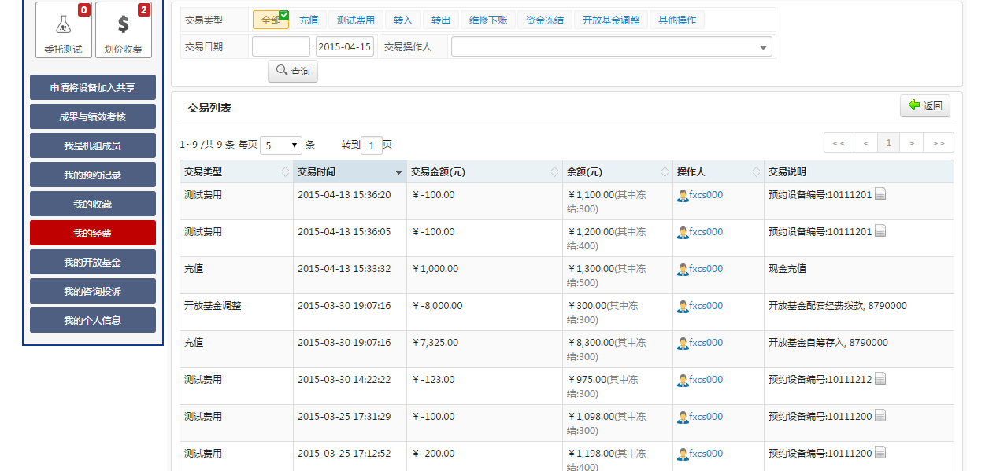 0
2
委托测试
划价收费
申请将设备加入共享
成果与绩效考核
我是机组成员
我的预约记录
我的收藏
我的经费
我的开放基金
我的咨询投诉
我的个人信息
交易类型 全部 充值 测试费用 转入 转出 维修下账 资金冻结 开放基金调整 其他操作
交易日期 - 2015-04-15 交易操作人
查询
交易列表 返回
1~9 /共 9 条 每页 5 条 转到 1 页 << < 1 > >>
交易类型 交易时间 交易金额(元) 余额(元) 操作人 交易说明
测试费用 2015-04-13 15:36:20 ¥-100.00 ¥1,100.00(其中冻 fxcs000 预约设备编号:10111201
结:300)
测试费用 2015-04-13 15:36:05 ¥-100.00 ¥1,200.00(其中冻 fxcs000 预约设备编号:10111201
结:400)
充值 2015-04-13 15:33:32 ¥1,000.00 ¥1,300.00(其中冻 fxcs000 现金充值
结:500)
开放基金调整 2015-03-30 19:07:16 ¥-8,000.00 ¥300.00(其中冻 fxcs000 开放基金配套经费拨款, 8790000
结:300)
充值 2015-03-30 19:07:16 ¥7,325.00 ¥8,300.00(其中冻 fxcs000 开放基金自筹存入, 8790000
结:300)
测试费用 2015-03-30 14:22:22 ¥-123.00 ¥975.00(其中冻 fxcs000 预约设备编号:10111212
结:300)
测试费用 2015-03-25 17:31:29 ¥-100.00 ¥1,098.00(其中冻 fxcs000 预约设备编号:10111200
结:300)
测试费用 2015-03-25 17:12:52 ¥-200.00 ¥1,198.00(其中冻 fxcs000 预约设备编号:10111200
结:400)